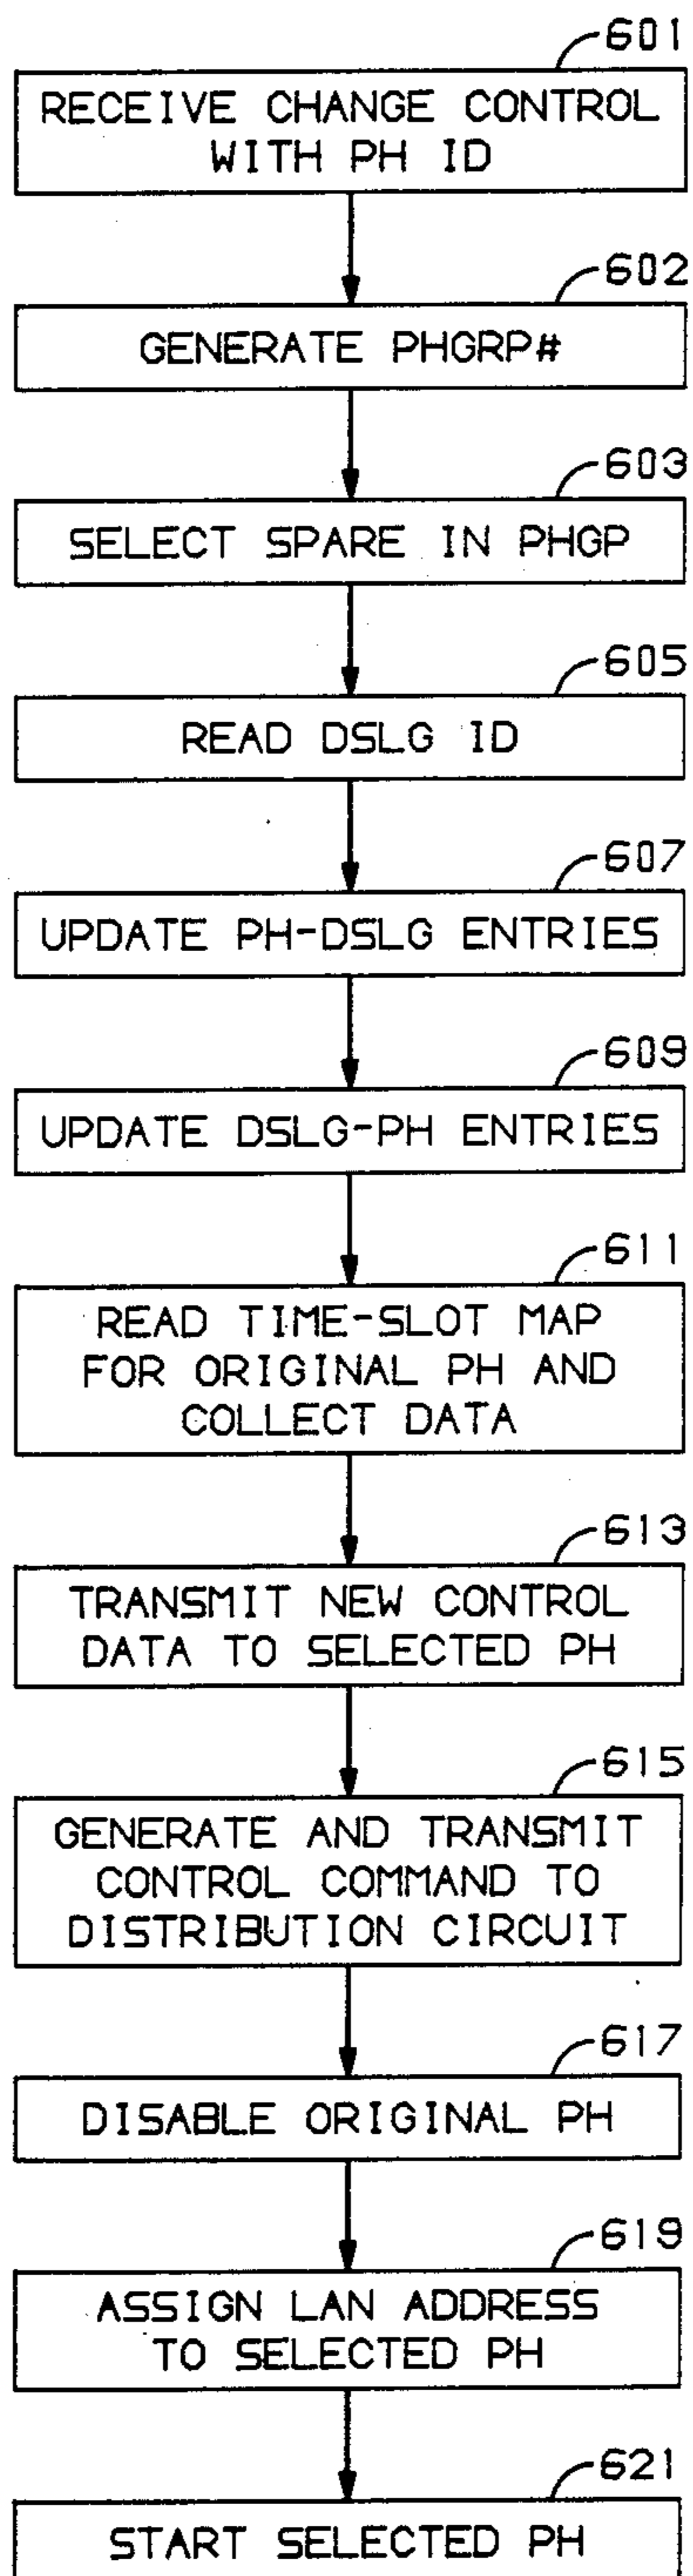 601
RECEIVE CHANGE CONTROL
WITH PH ID
602
GENERATE PHGRP#
603
SELECT SPARE IN PHGP
605
READ DSLG ID
607
UPDATE PH-DSLG ENTRIES
609
UPDATE DSLG-PH ENTRIES
611
READ TIME-SLOT MAP
FOR ORIGINAL PH AND
COLLECT DATA
613
TRANSMIT NEW CONTROL
DATA TO SELECTED PH
615
GENERATE AND TRANSMIT
CONTROL COMMAND TO
DISTRIBUTION CIRCUIT
617
DISABLE ORIGINAL PH
619
ASSIGN LAN ADDRESS
TO SELECTED PH
621
START SELECTED PH